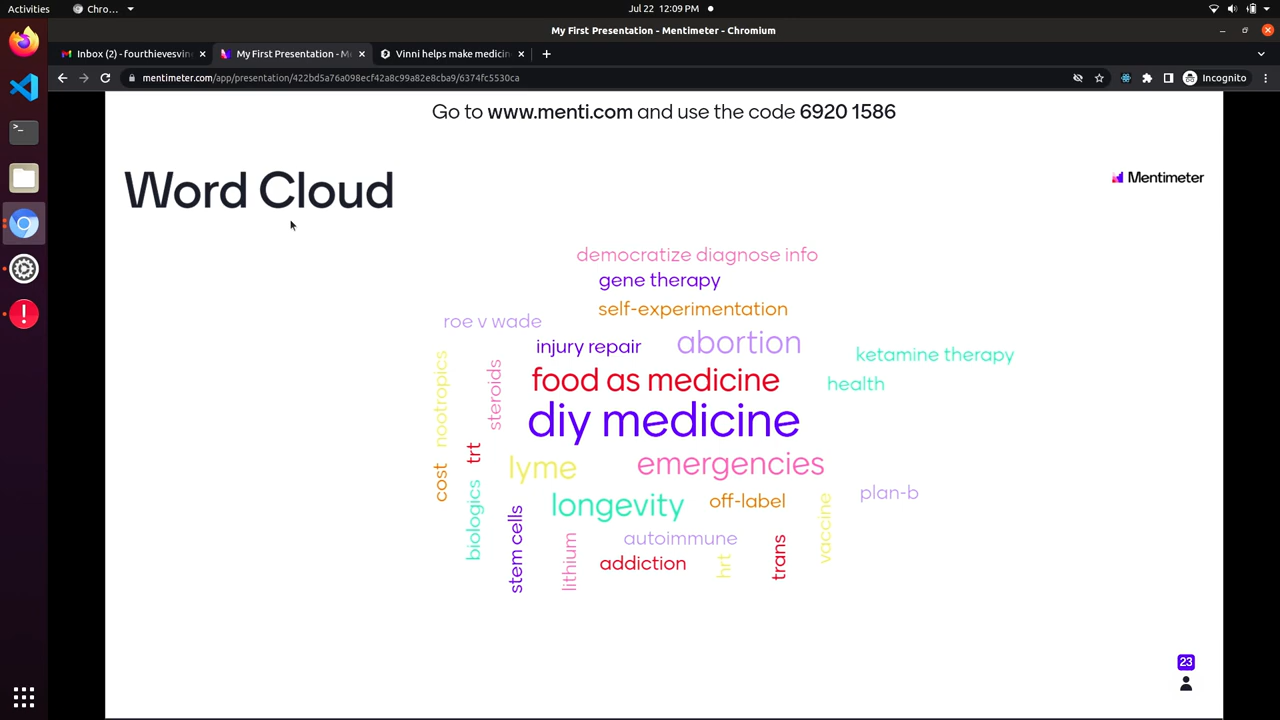 Activities
Chro...
Jul 22 12:09 PM
My First Presentation - Mentimeter - Chromium
Inbox (2) - fourthievesvine
My First Presentation - Me
Vinni helps make medicin
mentimeter.com/app/presentation/422bd5a76a098ecf42a8c99a82e8cba9/6374fc5530ca
Incognito
Go to www.menti.com and use the code 6920 1586
Word Cloud
Mentimeter
democratize diagnose info
gene therapy
self-experimentation
roe v wade
abortion
injury repair
ketamine therapy
nootropics
steroids
food as medicine
health
diy medicine
trt
cost
lyme
emergencies
biologics
stem cells
longevity
off-label
plan-b
vaccine
lithium
autoimmune
addiction
hrt
trans
23